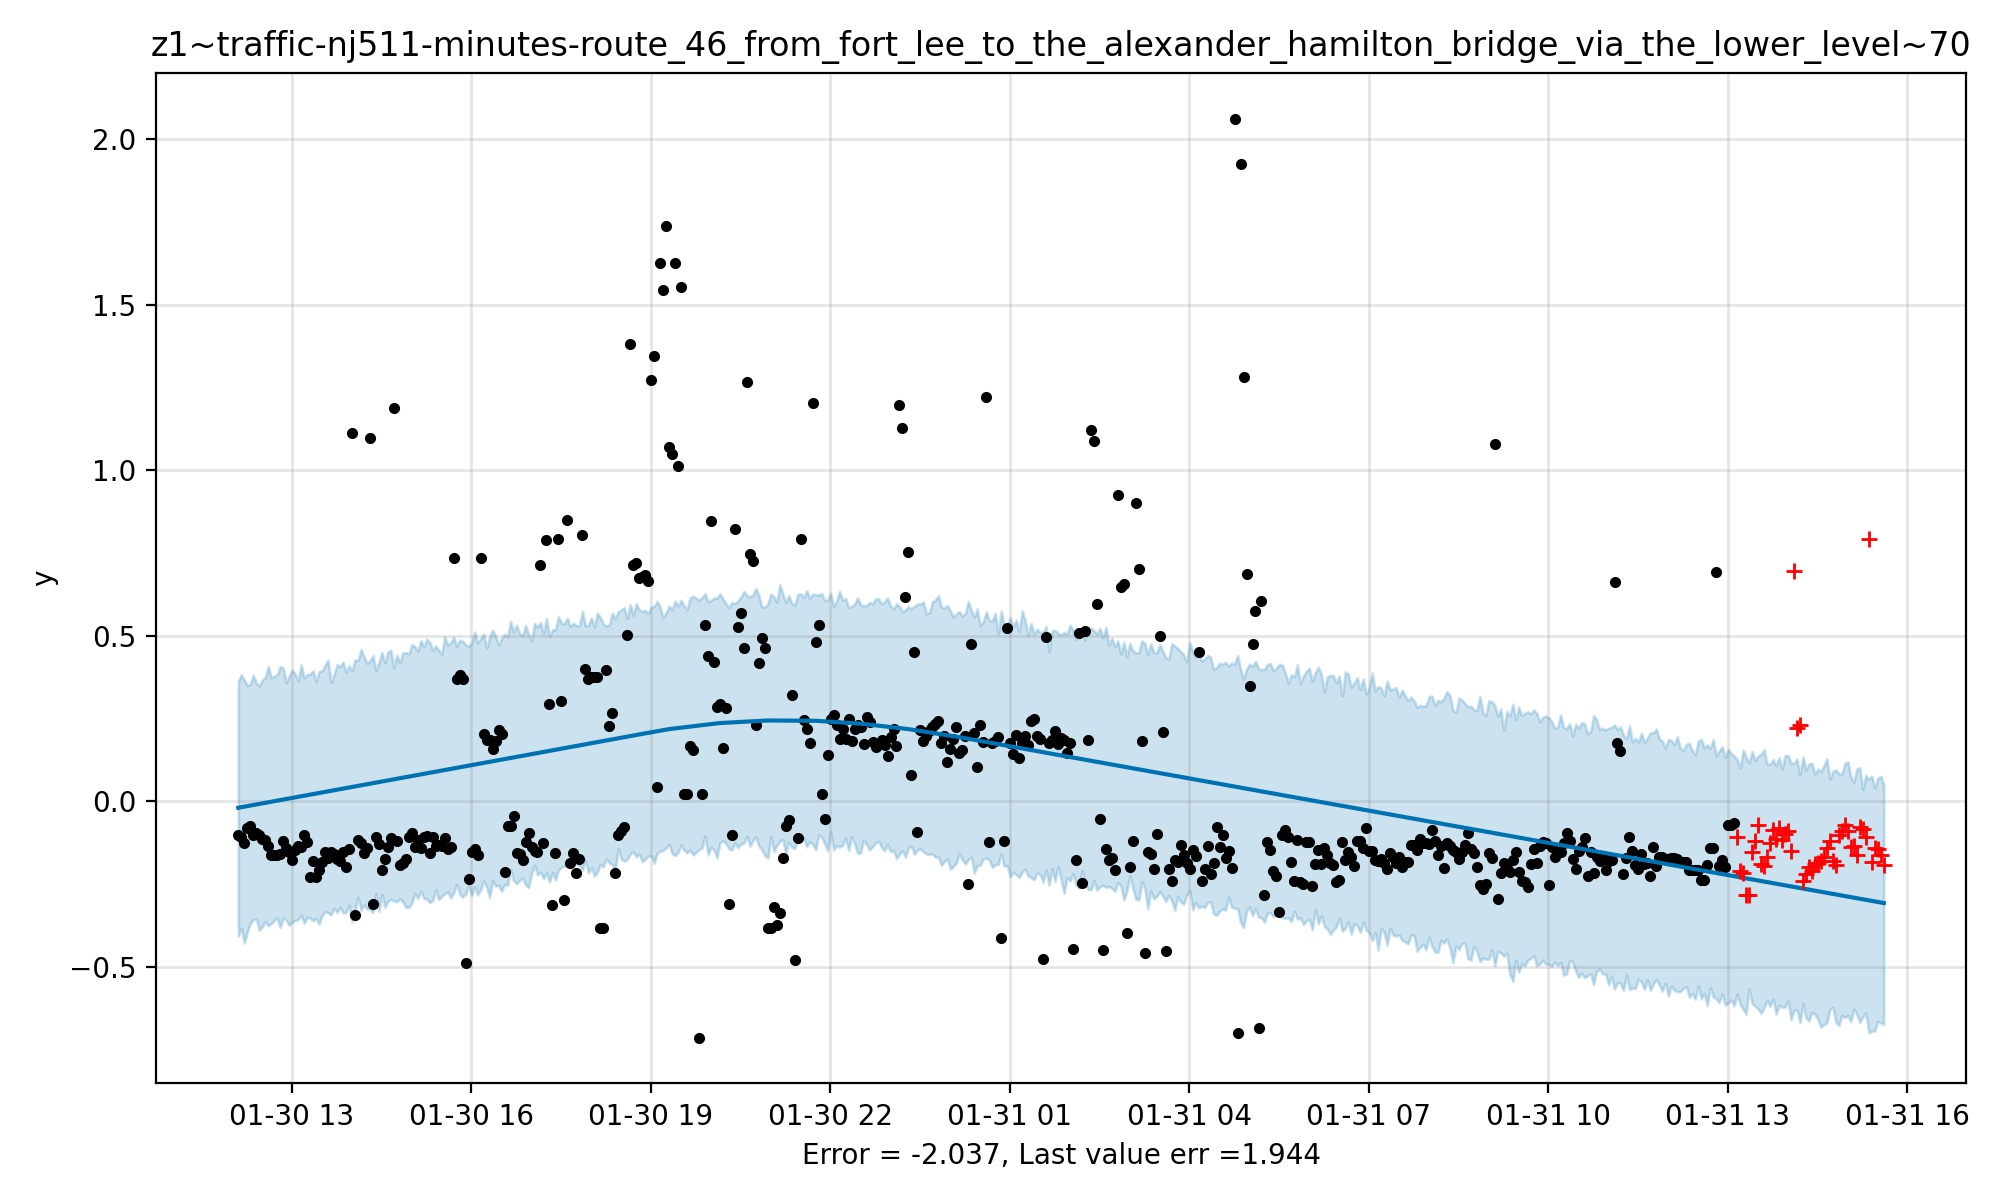 z1~traffic-nj511-minutes-route_46_from_fort_lee_to_the_alexander_hamilton_bridge_via_the_lower_level~70
2.0
1.5
1.0
0.5
0.0
−0.5
y
01-30 13 01-30 16 01-30 19 01-30 22 01-31 01 01-31 04 01-31 07 01-31 10 01-31 13 01-31 16
Error = -2.037, Last value err =1.944